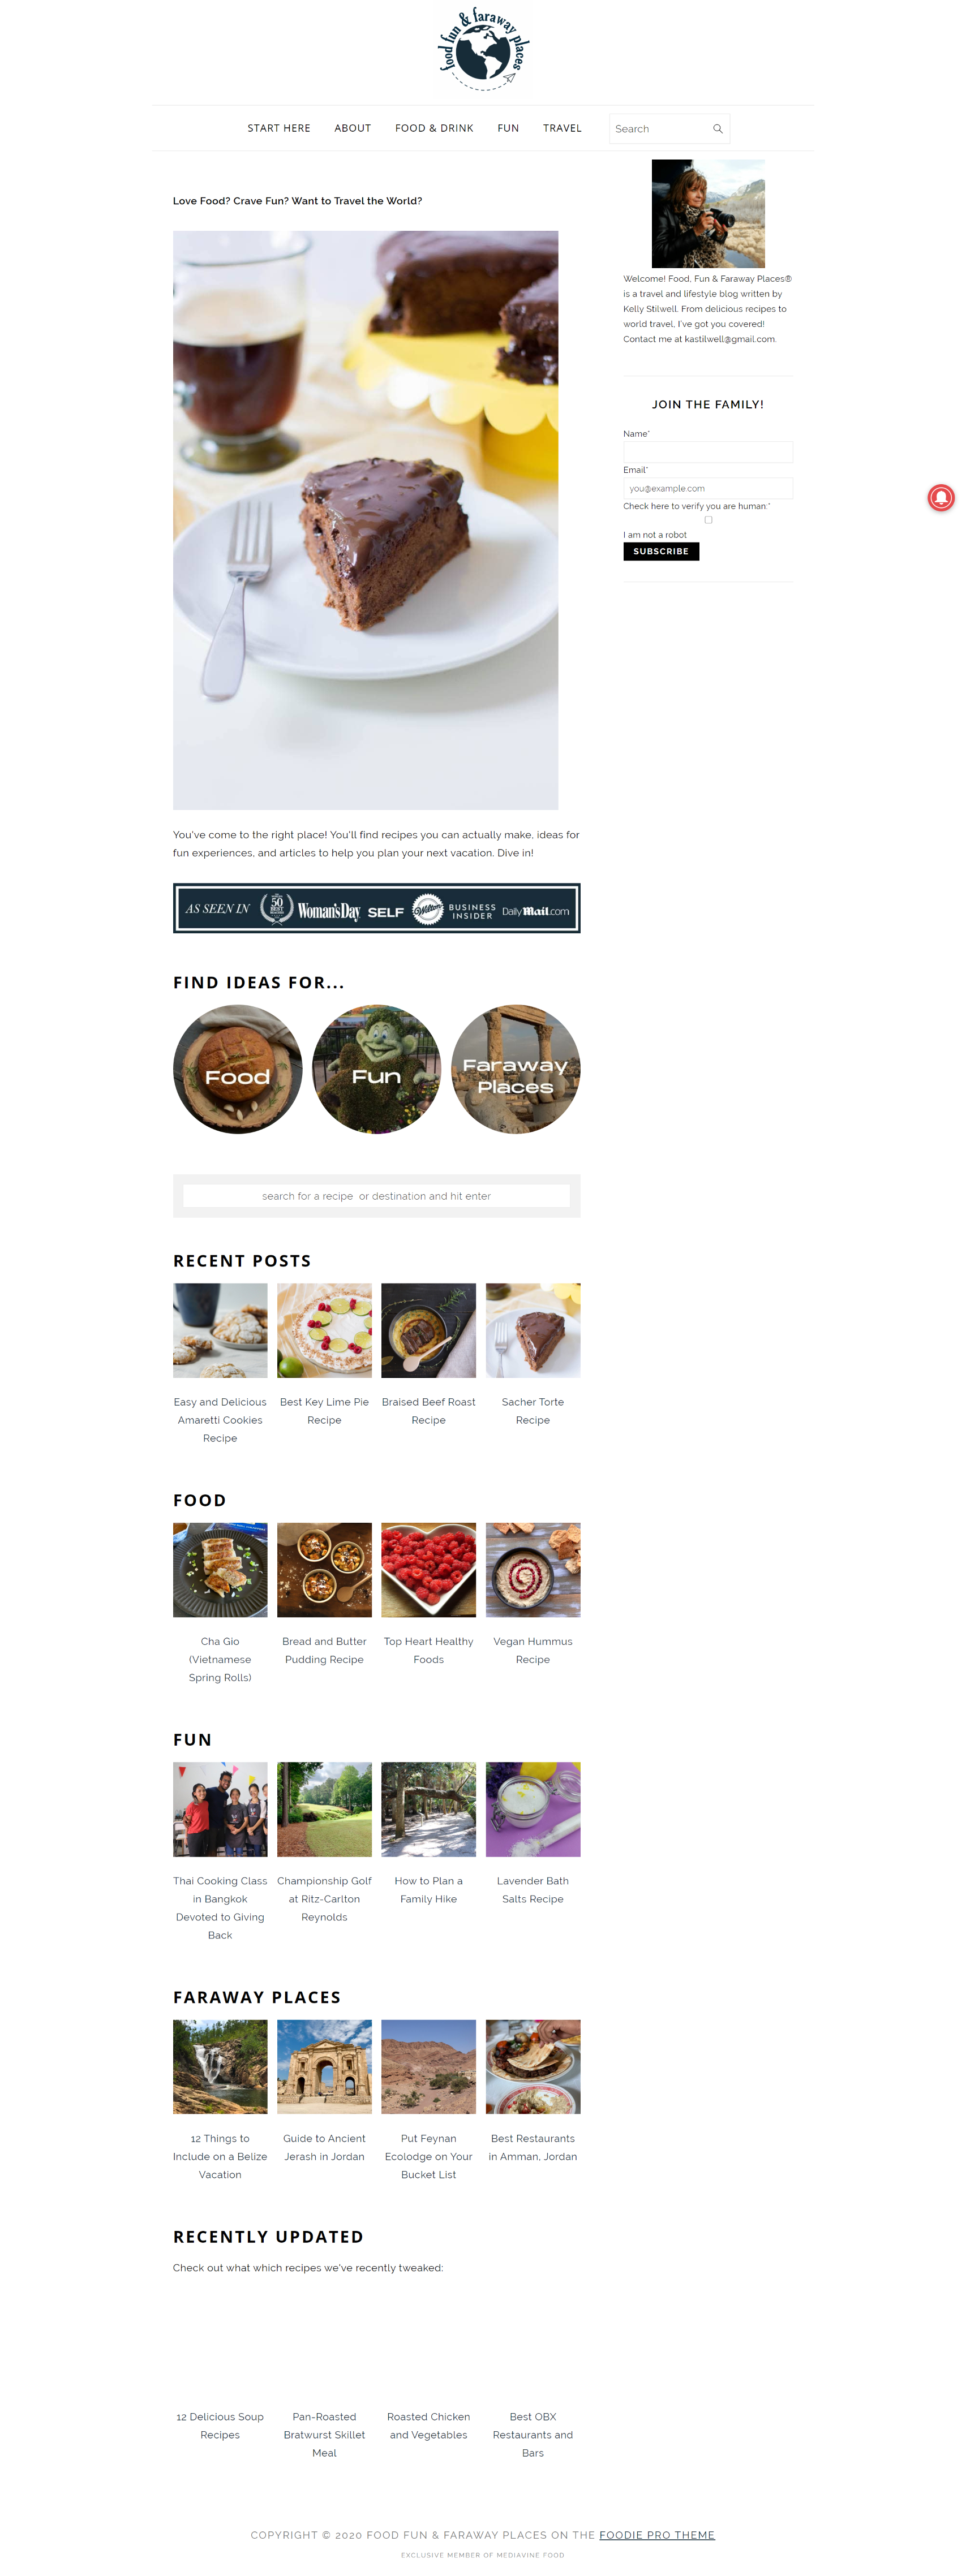 food fun & faraway places
START HERE
ABOUT
FOOD & DRINK
FUN
TRAVEL
Search
Love Food? Crave Fun? Want to Travel the World?
You've come to the right place! You'll find recipes you can actually make, ideas for
fun experiences, and articles to help you plan your next vacation. Dive in!
AS SEEN IN
50
BEST
Woman'sDay
SELF
Wilton
BUSINESS
INSIDER
DailyMail.com
FIND IDEAS FOR...
Food
Fun
Faraway
Places
search for a recipe or destination and hit enter
RECENT POSTS
Easy and Delicious
Amaretti Cookies
Recipe
Best Key Lime Pie
Recipe
Braised Beef Roast
Recipe
Sacher Torte
Recipe
FOOD
Cha Gio
(Vietnamese
Spring Rolls)
Bread and Butter
Pudding Recipe
Top Heart Healthy
Foods
Vegan Hummus
Recipe
FUN
Thai Cooking Class
in Bangkok
Devoted to Giving
Back
Championship Golf
at Ritz-Carlton
Reynolds
How to Plan a
Family Hike
Lavender Bath
Salts Recipe
FARAWAY PLACES
12 Things to
Include on a Belize
Vacation
Guide to Ancient
Jerash in Jordan
Put Feynan
Ecolodge on Your
Bucket List
Best Restaurants
in Amman, Jordan
RECENTLY UPDATED
Check out what which recipes we've recently tweaked:
12 Delicious Soup
Recipes
Pan-Roasted
Bratwurst Skillet
Meal
Roasted Chicken
and Vegetables
Best OBX
Restaurants and
Bars
Welcome! Food, Fun & Faraway Places®
is a travel and lifestyle blog written by
Kelly Stilwell. From delicious recipes to
world travel, I've got you covered!
Contact me at kastilwell@gmail.com.
JOIN THE FAMILY!
Name*
Email*
you@example.com
Check here to verify you are human:*
I am not a robot
SUBSCRIBE
COPYRIGHT © 2020 FOOD FUN & FARAWAY PLACES ON THE FOODIE PRO THEME
EXCLUSIVE MEMBER OF MEDIAVINE FOOD